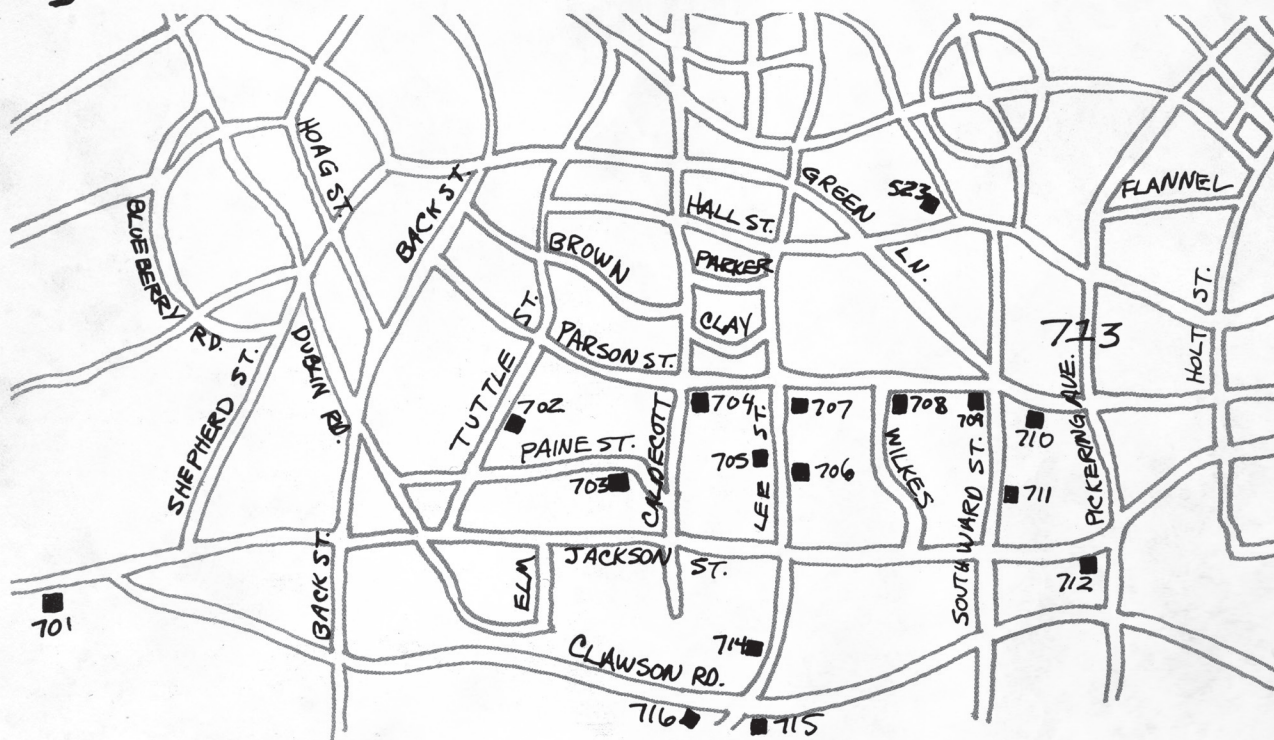 HOAG ST.
BACK ST.
GREEN
LN.
523
FLANNEL
BLUEBERRY
RD.
HALL ST.
BROWN
PARKER
CLAY
713
HOLT ST.
SHEPHERD ST.
DUBLIN RD.
TUTTLE ST.
PARSON ST.
702
PAINE ST.
703
CALDECOTT
704
LEE ST.
705
707
706
708
WILKES
709
SOUTHWARD ST.
710
711
PICKERING AVE.
701
BACK ST.
ELM
JACKSON ST.
712
714
CLAWSON RD.
716
715